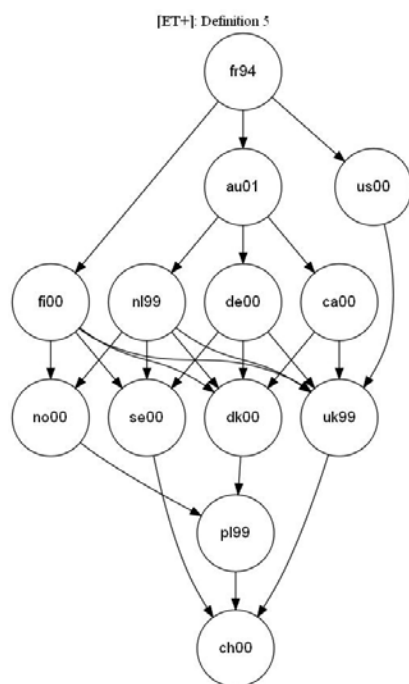 [ET+]: Definition 5
fr94
au01
us00
fi00
nl99
de00
ca00
no00
se00
dk00
uk99
pl99
ch00